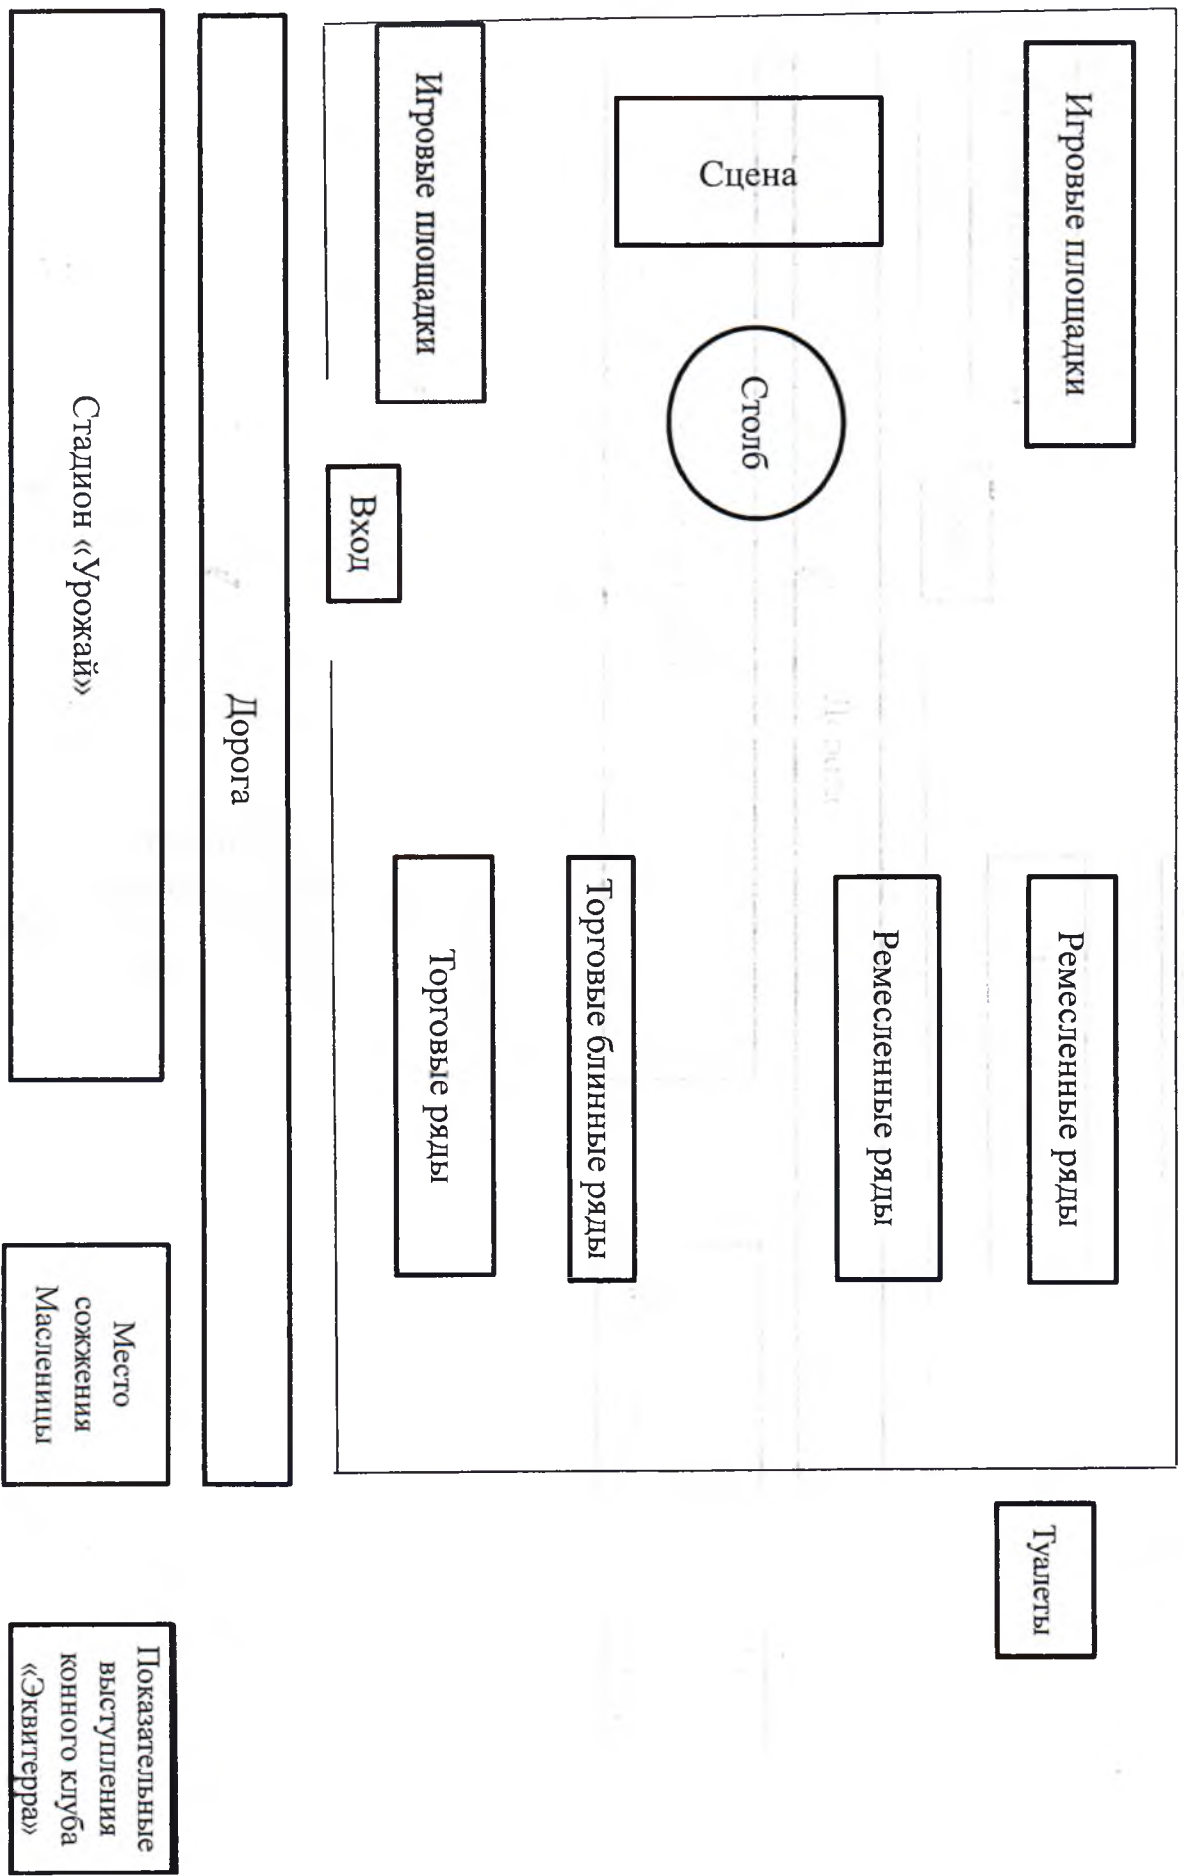 Игровые площадки
Сцена
Игровые площадки
Столб
Вход
Ремесленные ряды
Ремесленные ряды
Торговые блинные ряды
Торговые ряды
Туалеты
Дорога
Стадион «Урожай»
Место
сожжения
Масленицы
Показательные
выступления
конного клуба
«Эквитерра»